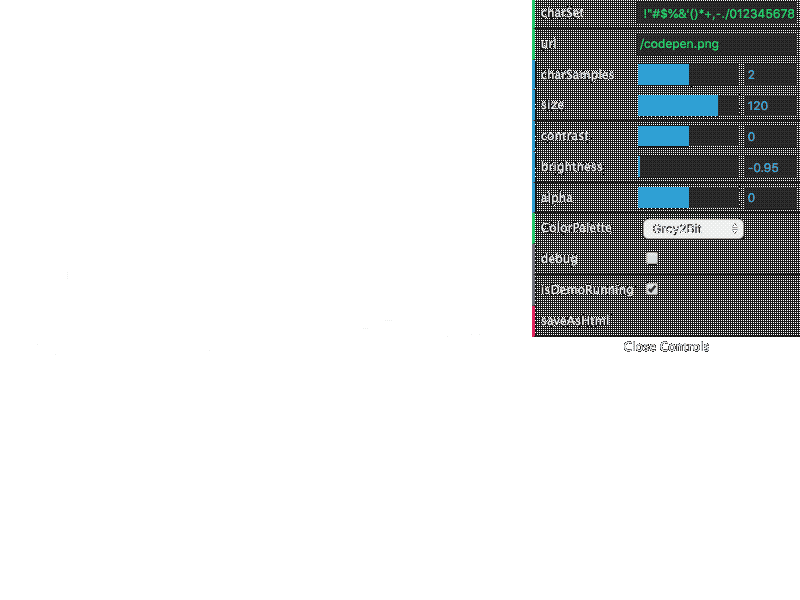 charSet !"#$%&'()*+,-./012345678
url /codepen.png
charSamples 2
size 120
contrast 0
brightness -0.95
alpha 0
ColorPalette Grey2Bit
debug
isDemoRunning
saveAsHtml
Close Controls